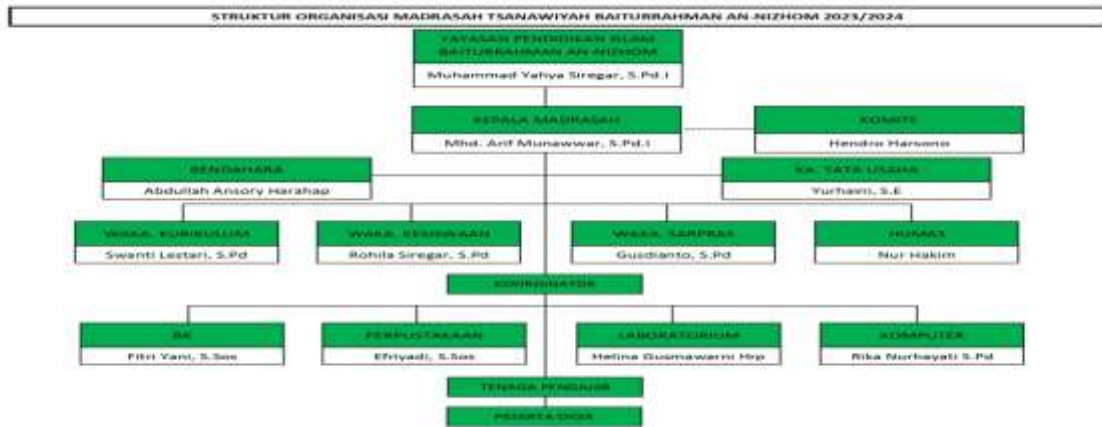 STRUKTUR ORGANISASI MADRASAH TSANAWIYAH BAITURRAHMAN AN-NIZHOM 2023/2024
YAYASAN PENDIDIKAN ISLAM
BAITURRAHMAN AN-NIZHOM
Muhammad Yahya Siregar, S.Pd.I
KEPALA MADRASAH
Mhd. Arif Munawwar, S.Pd.I
KOMITE
Hendro Harsono
BENDAHARA
Abdullah Ansory Harahap
KA. TATA USAHA
Yurhaini, S.E
WAKA. KURIKULUM
Swanti Lestari, S.Pd
WAKA. KESISWAAN
Rohila Siregar, S.Pd
WAKA. SARPRAS
Gusdianto, S.Pd
HUMAS
Nur Hakim
KOORDINATOR
BK
Fitri Yani, S.Sos
PERPUSTAKAAN
Efriyadi, S.Sos
LABORATORIUM
Helina Gusmawarni Hrp
KOMPUTER
Rika Nurhayati S.Pd
TENAGA PENGAJAR
PESERTA DIDIK